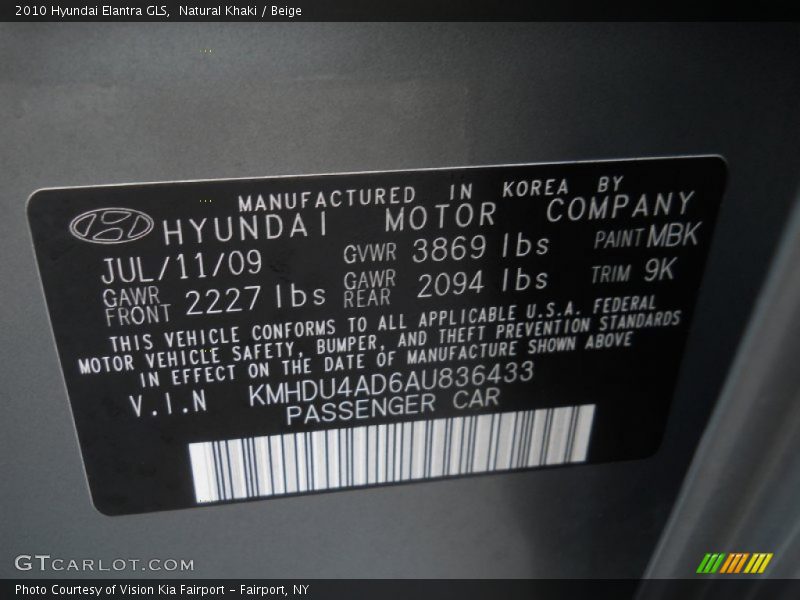 2010 Hyundai Elantra GLS, Natural Khaki / Beige
MANUFACTURED IN KOREA BY
HYUNDAI MOTOR COMPANY
JUL/11/09 GVWR 3869 lbs PAINT MBK
GAWR FRONT 2227 lbs GAWR REAR 2094 lbs TRIM 9K
THIS VEHICLE CONFORMS TO ALL APPLICABLE U.S.A. FEDERAL
MOTOR VEHICLE SAFETY, BUMPER, AND THEFT PREVENTION STANDARDS
IN EFFECT ON THE DATE OF MANUFACTURE SHOWN ABOVE
V.I.N KMHDU4AD6AU836433
PASSENGER CAR
GTCARLOT.COM
Photo Courtesy of Vision Kia Fairport - Fairport, NY